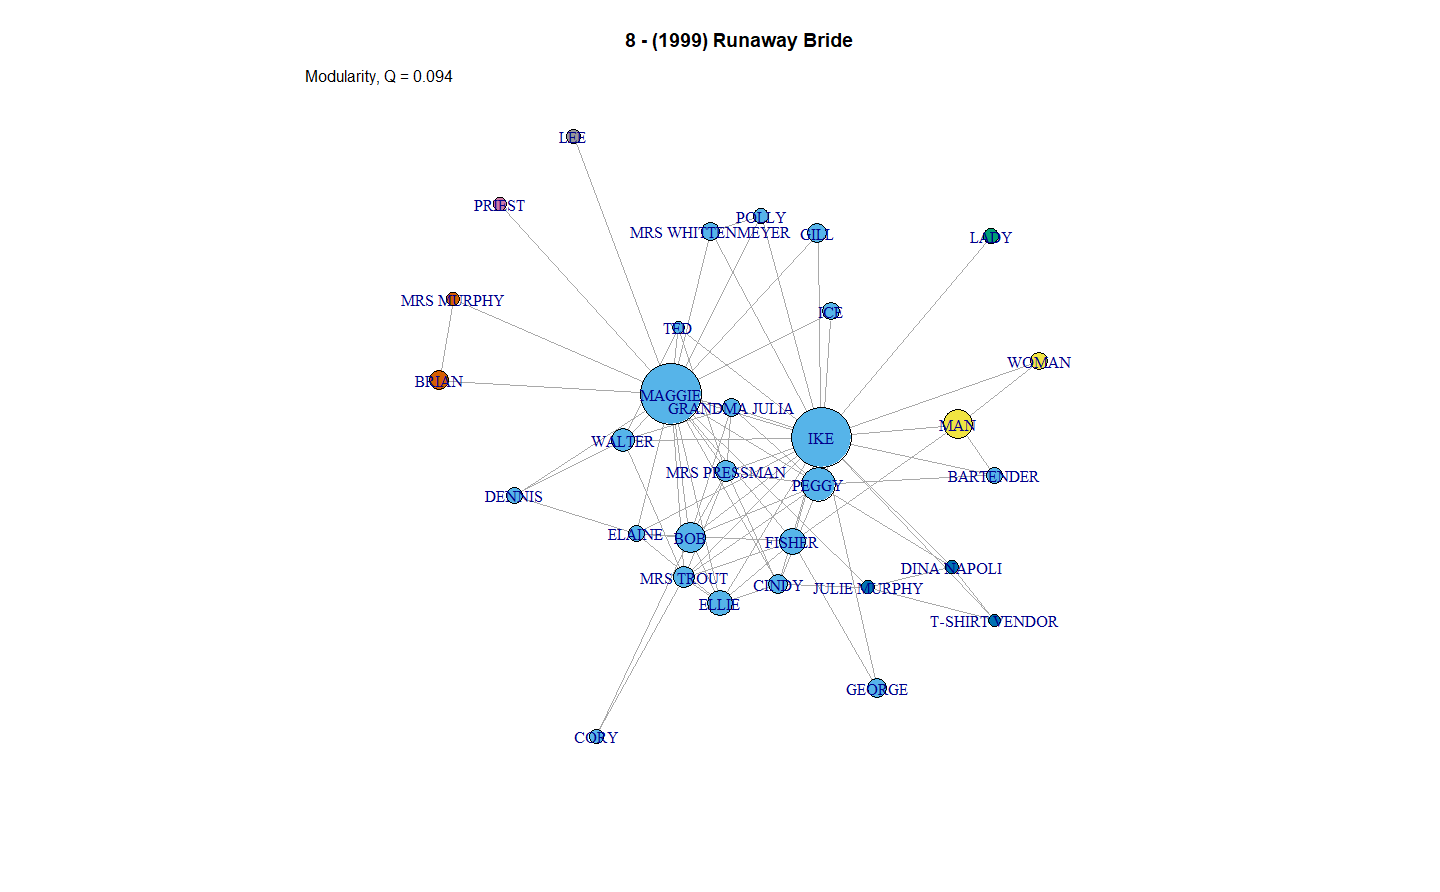 8 - (1999) Runaway Bride
Modularity, Q = 0.094
LEE
PRIEST
POLLY
MRS WHITTENMEYER
GILL
LADY
MRS MURPHY
ICE
TED
WOMAN
BRIAN
MAGGIE
GRANDMA JULIA
MAN
WALTER
IKE
MRS PRESSMAN
BARTENDER
PEGGY
DENNIS
ELAINE
BOB
FISHER
DINA NAPOLI
MRS TROUT
CINDY
JULIE MURPHY
ELLIE
T-SHIRT VENDOR
GEORGE
CORY